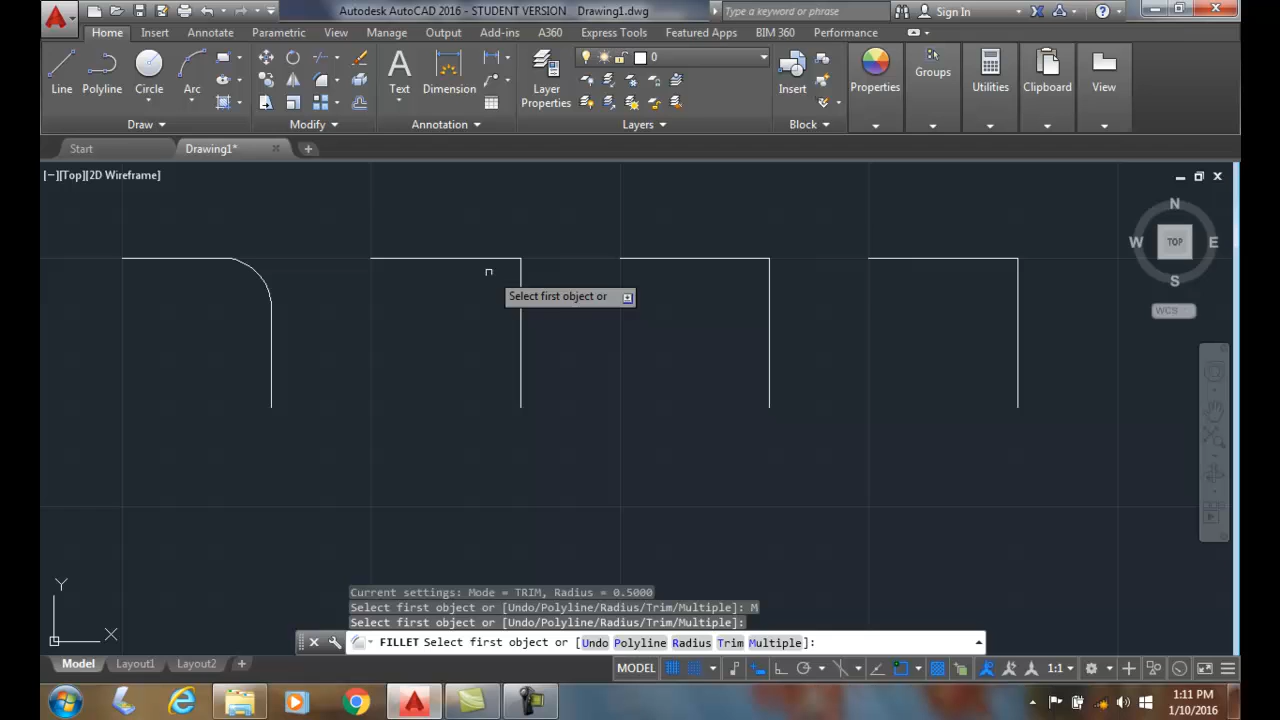 Autodesk AutoCAD 2016 - STUDENT VERSION Drawing1.dwg
Type a keyword or phrase
Sign In
Home Insert Annotate Parametric View Manage Output Add-ins A360 Express Tools Featured Apps BIM 360 Performance
0
Line Polyline Circle Arc Text Dimension Layer Properties Insert Properties Groups Utilities Clipboard View
Draw Modify Annotation Layers Block
Start Drawing1*
[−][Top][2D Wireframe]
N
W TOP E
S
WCS
Select first object or
Y
X
Current settings: Mode = TRIM, Radius = 0.5000
Select first object or [Undo/Polyline/Radius/Trim/Multiple]: M
Select first object or [Undo/Polyline/Radius/Trim/Multiple]:
FILLET Select first object or [Undo Polyline Radius Trim Multiple]:
Model Layout1 Layout2 +
MODEL 1:1
1:11 PM
1/10/2016